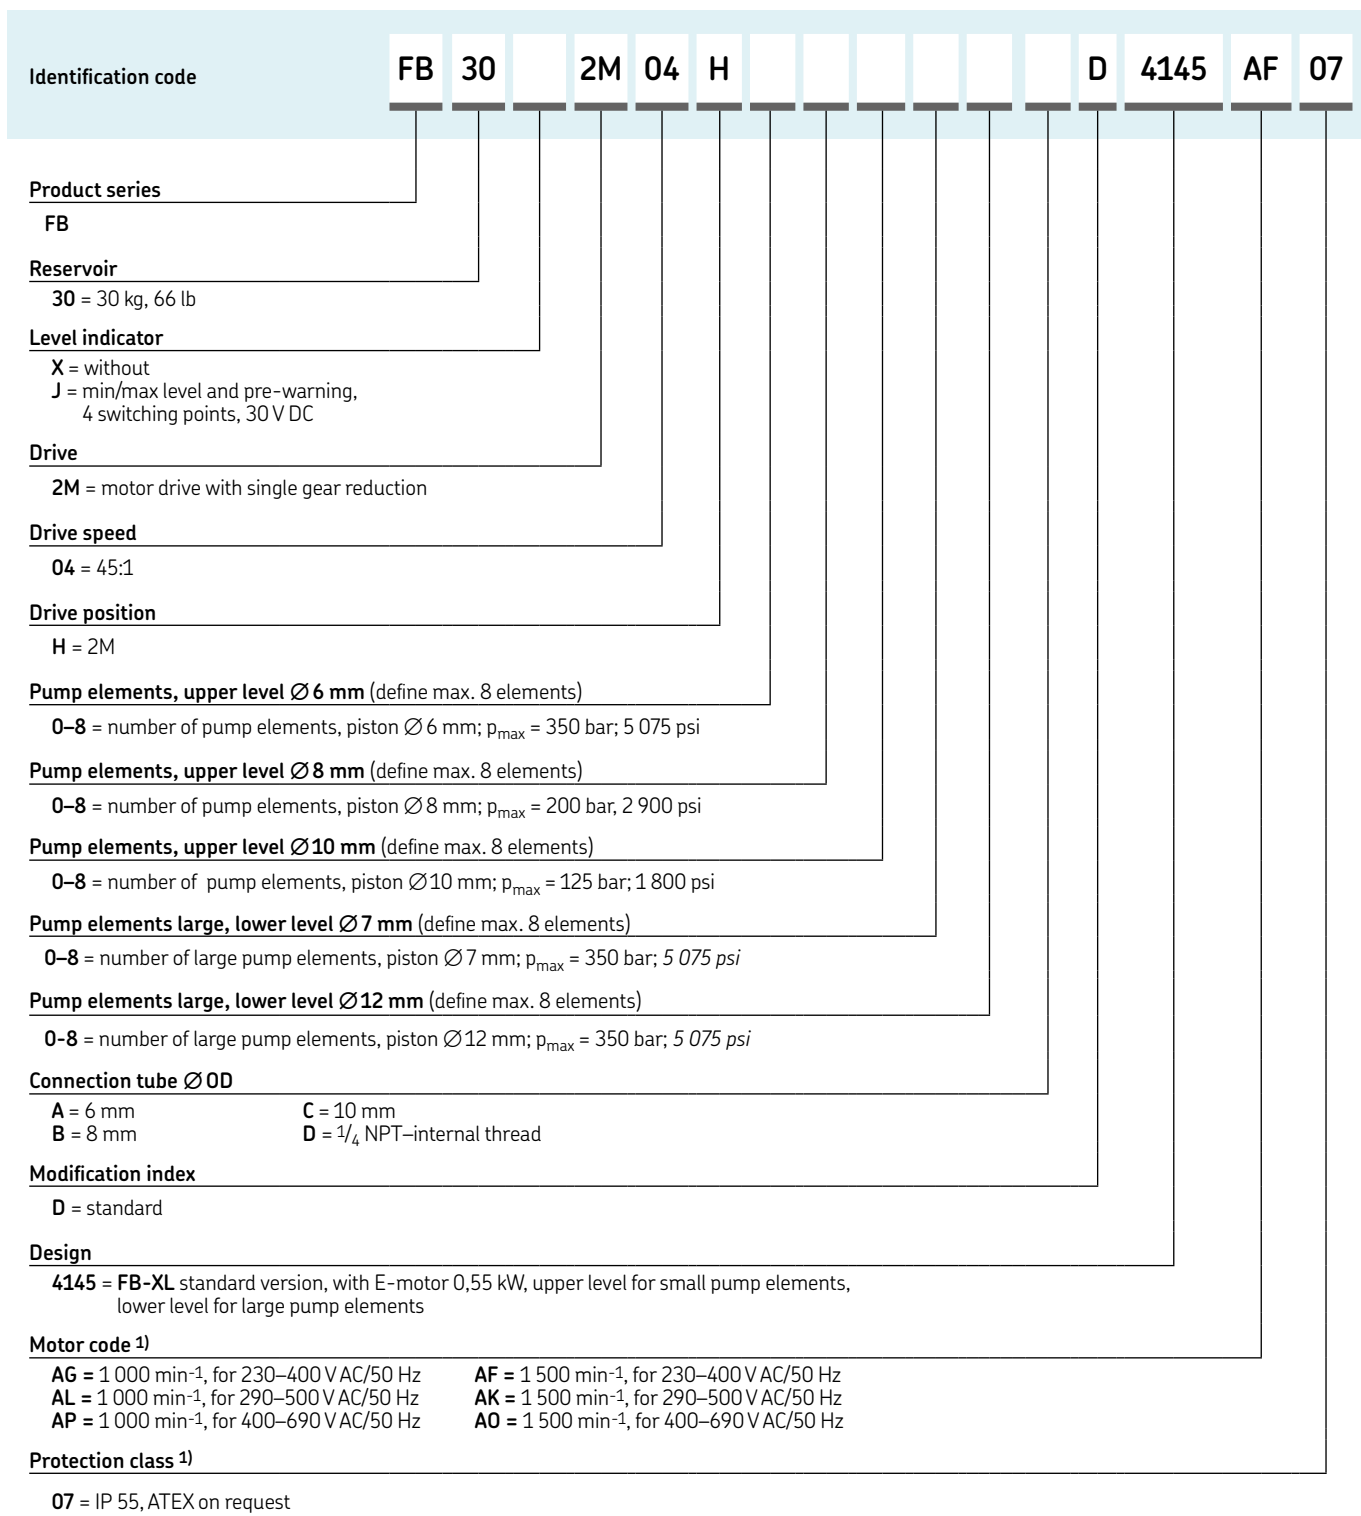 Identification code FB 30 2M 04 H D 4145 AF 07
Product series
FB
Reservoir
30 = 30 kg, 66 lb
Level indicator
X = without
J = min/max level and pre-warning,
4 switching points, 30 V DC
Drive
2M = motor drive with single gear reduction
Drive speed
04 = 45:1
Drive position
H = 2M
Pump elements, upper level ∅ 6 mm (define max. 8 elements)
0–8 = number of pump elements, piston ∅ 6 mm; pmax = 350 bar; 5 075 psi
Pump elements, upper level ∅ 8 mm (define max. 8 elements)
0–8 = number of pump elements, piston ∅ 8 mm; pmax = 200 bar, 2 900 psi
Pump elements, upper level ∅ 10 mm (define max. 8 elements)
0–8 = number of pump elements, piston ∅ 10 mm; pmax = 125 bar; 1 800 psi
Pump elements large, lower level ∅ 7 mm (define max. 8 elements)
0–8 = number of large pump elements, piston ∅ 7 mm; pmax = 350 bar; 5 075 psi
Pump elements large, lower level ∅ 12 mm (define max. 8 elements)
0-8 = number of large pump elements, piston ∅ 12 mm; pmax = 350 bar; 5 075 psi
Connection tube ∅ OD
A = 6 mm C = 10 mm
B = 8 mm D = 1/4 NPT–internal thread
Modification index
D = standard
Design
4145 = FB-XL standard version, with E-motor 0,55 kW, upper level for small pump elements,
lower level for large pump elements
Motor code 1)
AG = 1 000 min-1, for 230–400 V AC/50 Hz AF = 1 500 min-1, for 230–400 V AC/50 Hz
AL = 1 000 min-1, for 290–500 V AC/50 Hz AK = 1 500 min-1, for 290–500 V AC/50 Hz
AP = 1 000 min-1, for 400–690 V AC/50 Hz AO = 1 500 min-1, for 400–690 V AC/50 Hz
Protection class 1)
07 = IP 55, ATEX on request